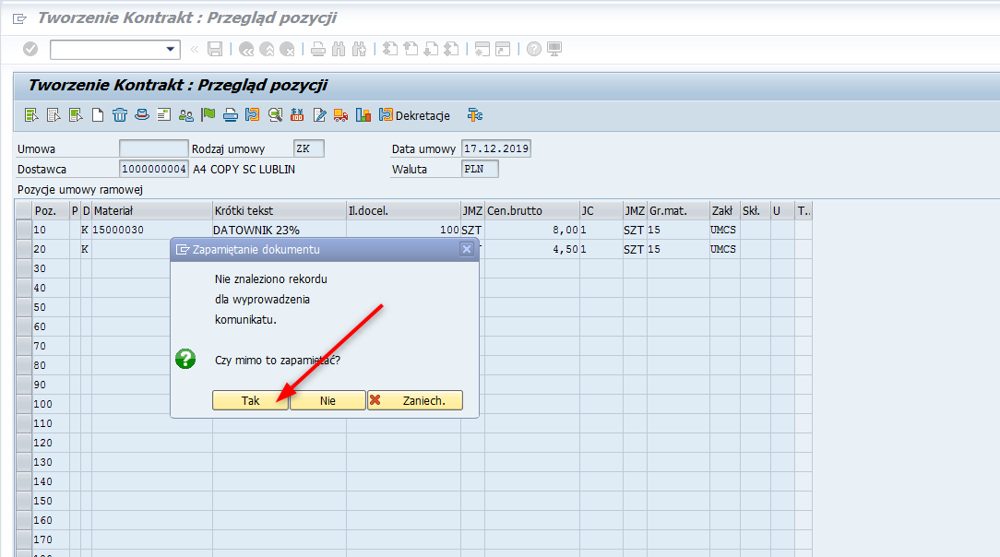 Tworzenie Kontrakt : Przegląd pozycji
Tworzenie Kontrakt : Przegląd pozycji
Dekretacje
Umowa Rodzaj umowy ZK Data umowy 17.12.2019
Dostawca 1000000004 A4 COPY SC LUBLIN Waluta PLN
Pozycje umowy ramowej
Poz. P D Materiał Krótki tekst Il.docel. JMZ Cen.brutto JC JMZ Gr.mat. Zakł Skł. U T..
10 K 15000030 DATOWNIK 23% 100 SZT 8,00 1 SZT 15 UMCS
20 K 4,50 1 SZT 15 UMCS
30
40
50
60
70
80
90
100
110
120
130
140
150
160
170
Zapamiętanie dokumentu
Nie znaleziono rekordu
dla wyprowadzenia
komunikatu.
Czy mimo to zapamiętać?
Tak Nie Zaniech.